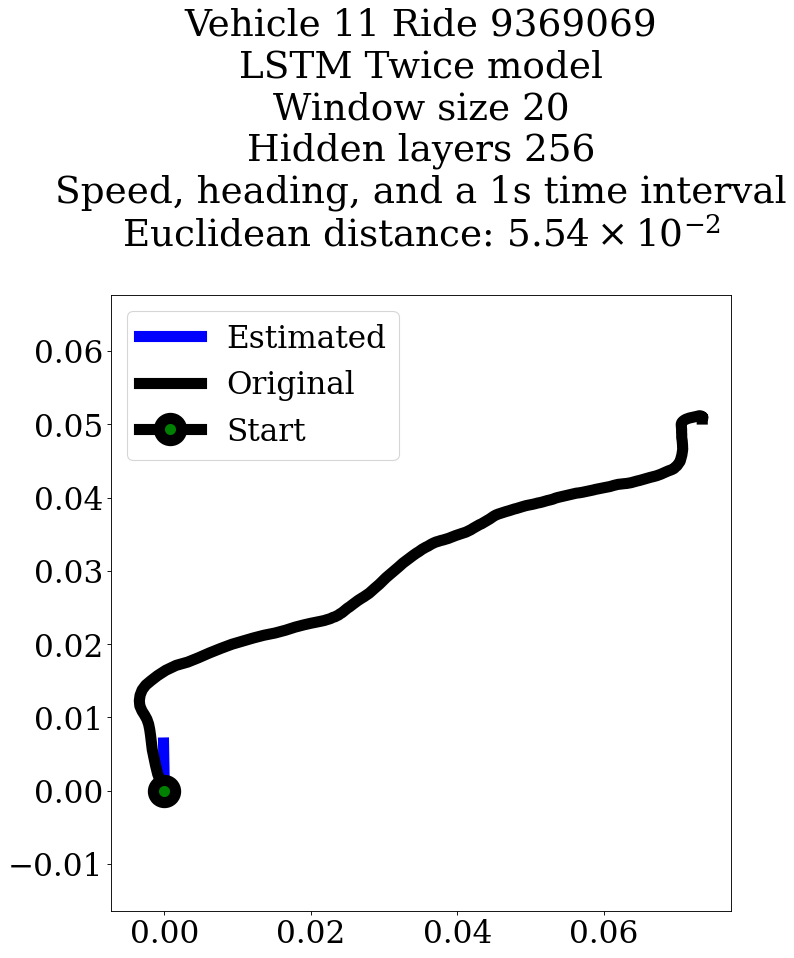 Vehicle 11 Ride 9369069
LSTM Twice model
Window size 20
Hidden layers 256
Speed, heading, and a 1s time interval
Euclidean distance: 5.54 × 10⁻²
Estimated
Original
Start
0.06
0.05
0.04
0.03
0.02
0.01
0.00
−0.01
0.00 0.02 0.04 0.06